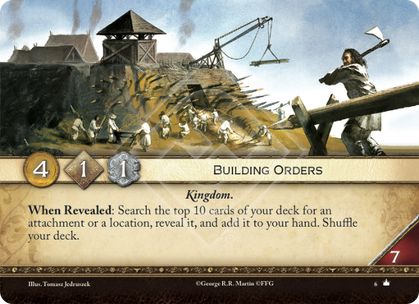 4 1 1 Building Orders
Kingdom.
When Revealed: Search the top 10 cards of your deck for an
attachment or a location, reveal it, and add it to your hand. Shuffle
your deck.
7
Illus. Tomasz Jedruszek ©George R.R. Martin ©FFG 6